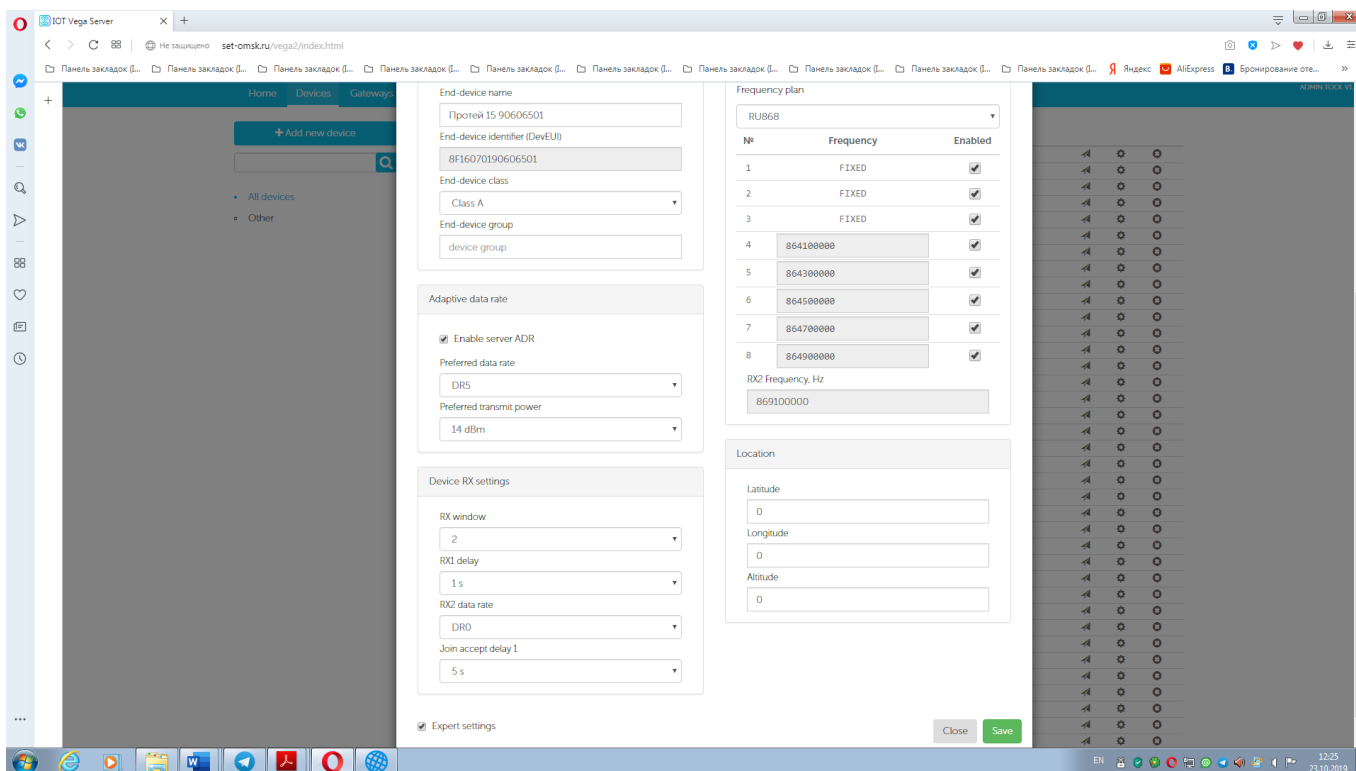 IOT Vega Server
Не защищено set-omsk.ru/vega2/index.html
Панель закладок (I... Панель закладок (I... Панель закладок (I... Панель закладок (I... Панель закладок (I... Панель закладок (I... Панель закладок (I... Панель закладок (I... Панель закладок (I... Панель закладок (I... Яндекс AliExpress Бронирование оте... »
Home Devices Gateways
ADMIN TOOL V1.
+ Add new device
All devices
Other
End-device name
Протей 15 90606501
End-device identifier (DevEUI)
8F16070190606501
End-device class
Class A
End-device group
device group
Adaptive data rate
Enable server ADR
Preferred data rate
DR5
Preferred transmit power
14 dBm
Device RX settings
RX window
2
RX1 delay
1 s
RX2 data rate
DR0
Join accept delay 1
5 s
Expert settings
Frequency plan
RU868
№ Frequency Enabled
1 FIXED
2 FIXED
3 FIXED
4 864100000
5 864300000
6 864500000
7 864700000
8 864900000
RX2 Frequency, Hz
869100000
Location
Latitude
0
Longitude
0
Altitude
0
Close Save
EN
12:25
23.10.2019